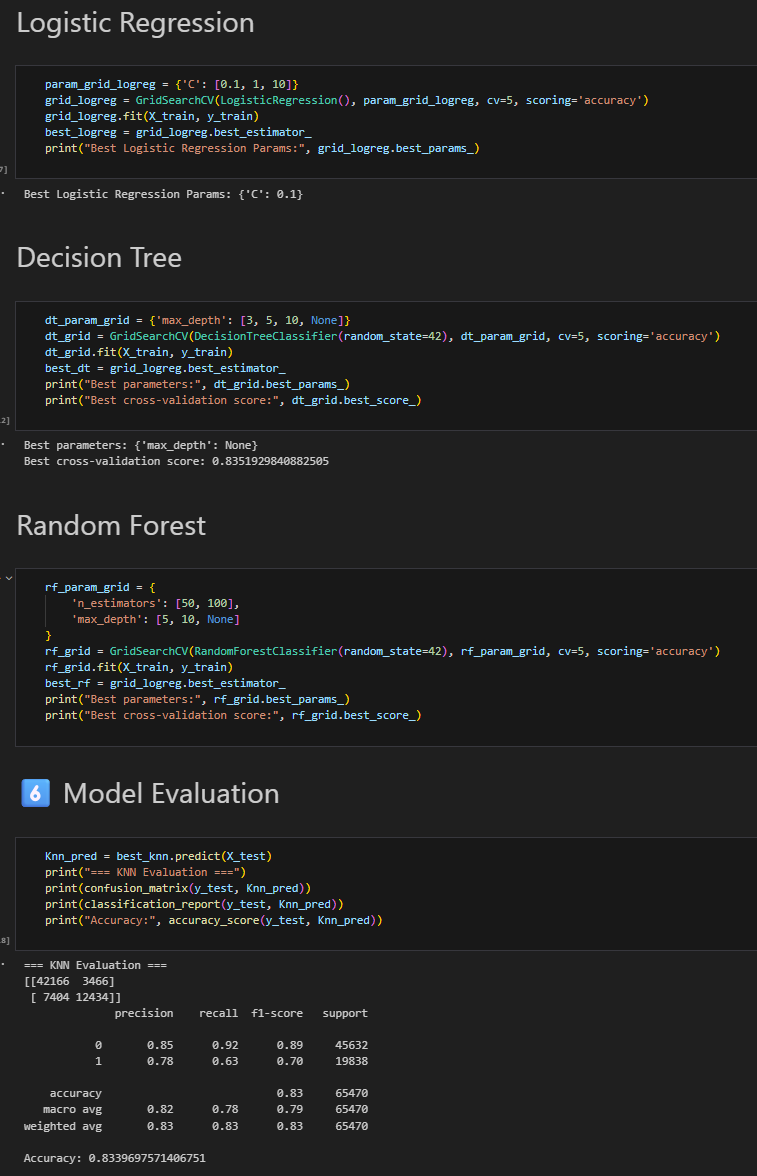 Logistic Regression
param_grid_logreg = {'C': [0.1, 1, 10]}
grid_logreg = GridSearchCV(LogisticRegression(), param_grid_logreg, cv=5, scoring='accuracy')
grid_logreg.fit(X_train, y_train)
best_logreg = grid_logreg.best_estimator_
print("Best Logistic Regression Params:", grid_logreg.best_params_)
7]
Best Logistic Regression Params: {'C': 0.1}
Decision Tree
dt_param_grid = {'max_depth': [3, 5, 10, None]}
dt_grid = GridSearchCV(DecisionTreeClassifier(random_state=42), dt_param_grid, cv=5, scoring='accuracy')
dt_grid.fit(X_train, y_train)
best_dt = grid_logreg.best_estimator_
print("Best parameters:", dt_grid.best_params_)
print("Best cross-validation score:", dt_grid.best_score_)
2]
Best parameters: {'max_depth': None}
Best cross-validation score: 0.8351929840882505
Random Forest
rf_param_grid = {
    'n_estimators': [50, 100],
    'max_depth': [5, 10, None]
}
rf_grid = GridSearchCV(RandomForestClassifier(random_state=42), rf_param_grid, cv=5, scoring='accuracy')
rf_grid.fit(X_train, y_train)
best_rf = grid_logreg.best_estimator_
print("Best parameters:", rf_grid.best_params_)
print("Best cross-validation score:", rf_grid.best_score_)
6 Model Evaluation
Knn_pred = best_knn.predict(X_test)
print("=== KNN Evaluation ===")
print(confusion_matrix(y_test, Knn_pred))
print(classification_report(y_test, Knn_pred))
print("Accuracy:", accuracy_score(y_test, Knn_pred))
8]
=== KNN Evaluation ===
[[42166  3466]
 [ 7404 12434]]
              precision    recall  f1-score   support
           0       0.85      0.92      0.89     45632
           1       0.78      0.63      0.70     19838
    accuracy                           0.83     65470
   macro avg       0.82      0.78      0.79     65470
weighted avg       0.83      0.83      0.83     65470
Accuracy: 0.8339697571406751